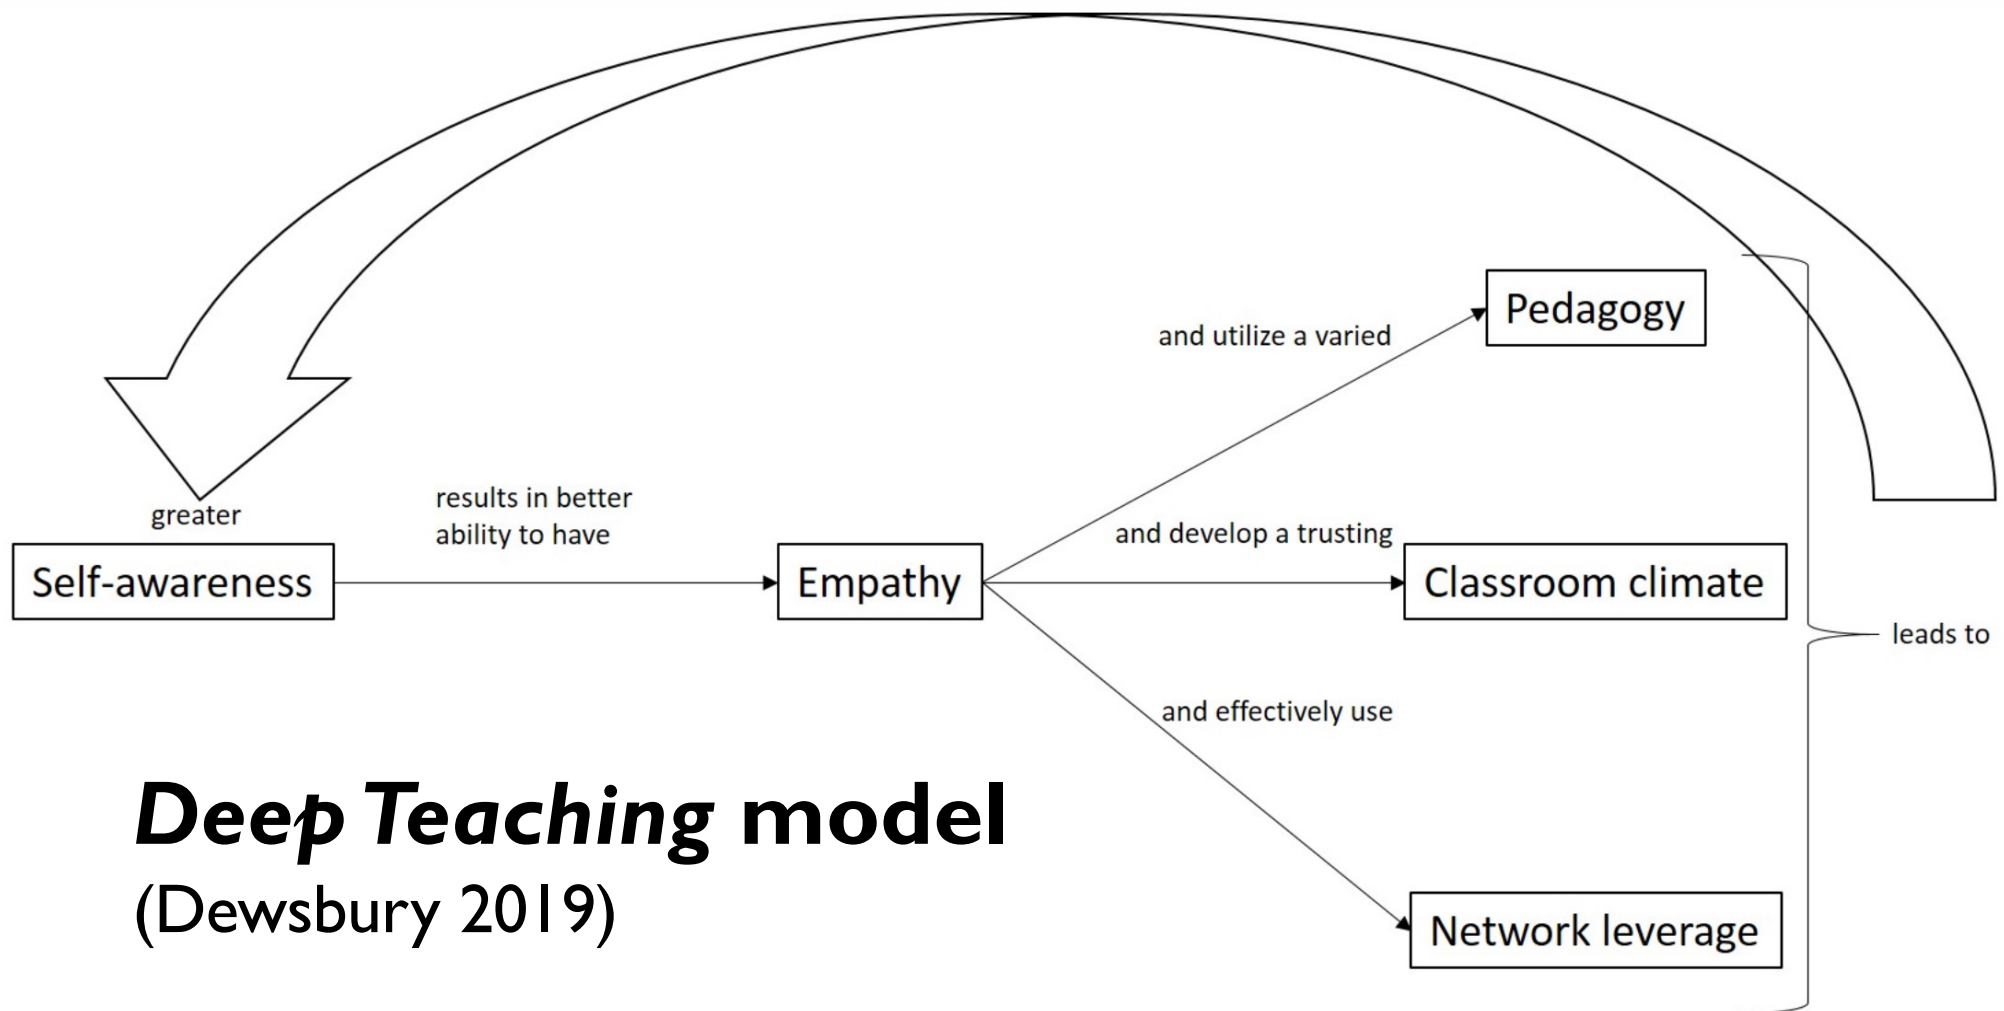 greater
Self-awareness
results in better
ability to have
Empathy
and utilize a varied
Pedagogy
and develop a trusting
Classroom climate
and effectively use
Network leverage
leads to
Deep Teaching model
(Dewsbury 2019)